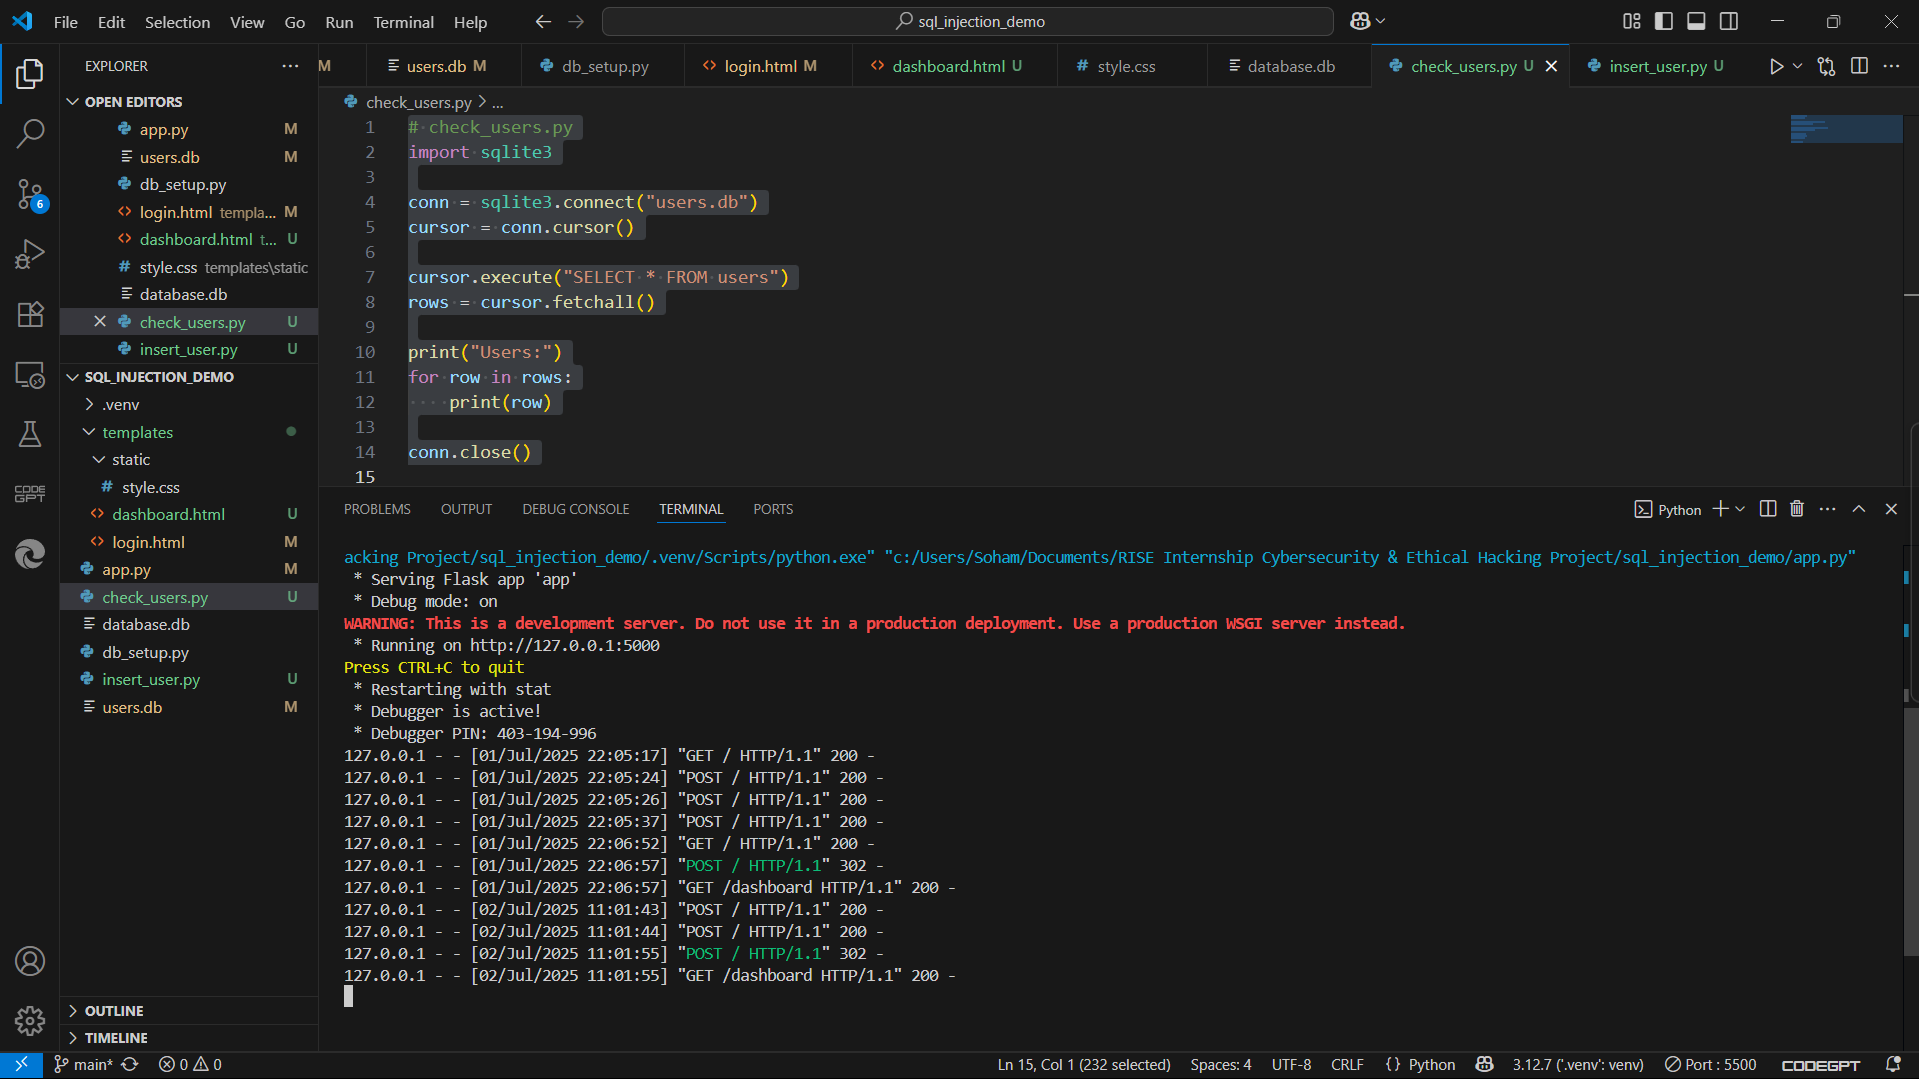 File Edit Selection View Go Run Terminal Help
sql_injection_demo
EXPLORER
M users.db M db_setup.py login.html M dashboard.html U style.css database.db check_users.py U insert_user.py U
OPEN EDITORS
app.py M
users.db M
db_setup.py
login.html templa... M
dashboard.html t... U
style.css templates\static
database.db
check_users.py U
insert_user.py U
SQL_INJECTION_DEMO
.venv
templates
static
style.css
dashboard.html U
login.html M
app.py M
check_users.py U
database.db
db_setup.py
insert_user.py U
users.db M
OUTLINE
TIMELINE
6
CODE
GPT
check_users.py > ...
1 # check_users.py
2 import sqlite3
3
4 conn = sqlite3.connect("users.db")
5 cursor = conn.cursor()
6
7 cursor.execute("SELECT * FROM users")
8 rows = cursor.fetchall()
9
10 print("Users:")
11 for row in rows:
12     print(row)
13
14 conn.close()
15
PROBLEMS OUTPUT DEBUG CONSOLE TERMINAL PORTS
Python
acking Project/sql_injection_demo/.venv/Scripts/python.exe" "c:/Users/Soham/Documents/RISE Internship Cybersecurity & Ethical Hacking Project/sql_injection_demo/app.py"
* Serving Flask app 'app'
* Debug mode: on
WARNING: This is a development server. Do not use it in a production deployment. Use a production WSGI server instead.
* Running on http://127.0.0.1:5000
Press CTRL+C to quit
* Restarting with stat
* Debugger is active!
* Debugger PIN: 403-194-996
127.0.0.1 - - [01/Jul/2025 22:05:17] "GET / HTTP/1.1" 200 -
127.0.0.1 - - [01/Jul/2025 22:05:24] "POST / HTTP/1.1" 200 -
127.0.0.1 - - [01/Jul/2025 22:05:26] "POST / HTTP/1.1" 200 -
127.0.0.1 - - [01/Jul/2025 22:05:37] "POST / HTTP/1.1" 200 -
127.0.0.1 - - [01/Jul/2025 22:06:52] "GET / HTTP/1.1" 200 -
127.0.0.1 - - [01/Jul/2025 22:06:57] "POST / HTTP/1.1" 302 -
127.0.0.1 - - [01/Jul/2025 22:06:57] "GET /dashboard HTTP/1.1" 200 -
127.0.0.1 - - [02/Jul/2025 11:01:43] "POST / HTTP/1.1" 200 -
127.0.0.1 - - [02/Jul/2025 11:01:44] "POST / HTTP/1.1" 200 -
127.0.0.1 - - [02/Jul/2025 11:01:55] "POST / HTTP/1.1" 302 -
127.0.0.1 - - [02/Jul/2025 11:01:55] "GET /dashboard HTTP/1.1" 200 -
main* 0 0 Ln 15, Col 1 (232 selected) Spaces: 4 UTF-8 CRLF {} Python 3.12.7 ('.venv': venv) Port : 5500 CODEGPT